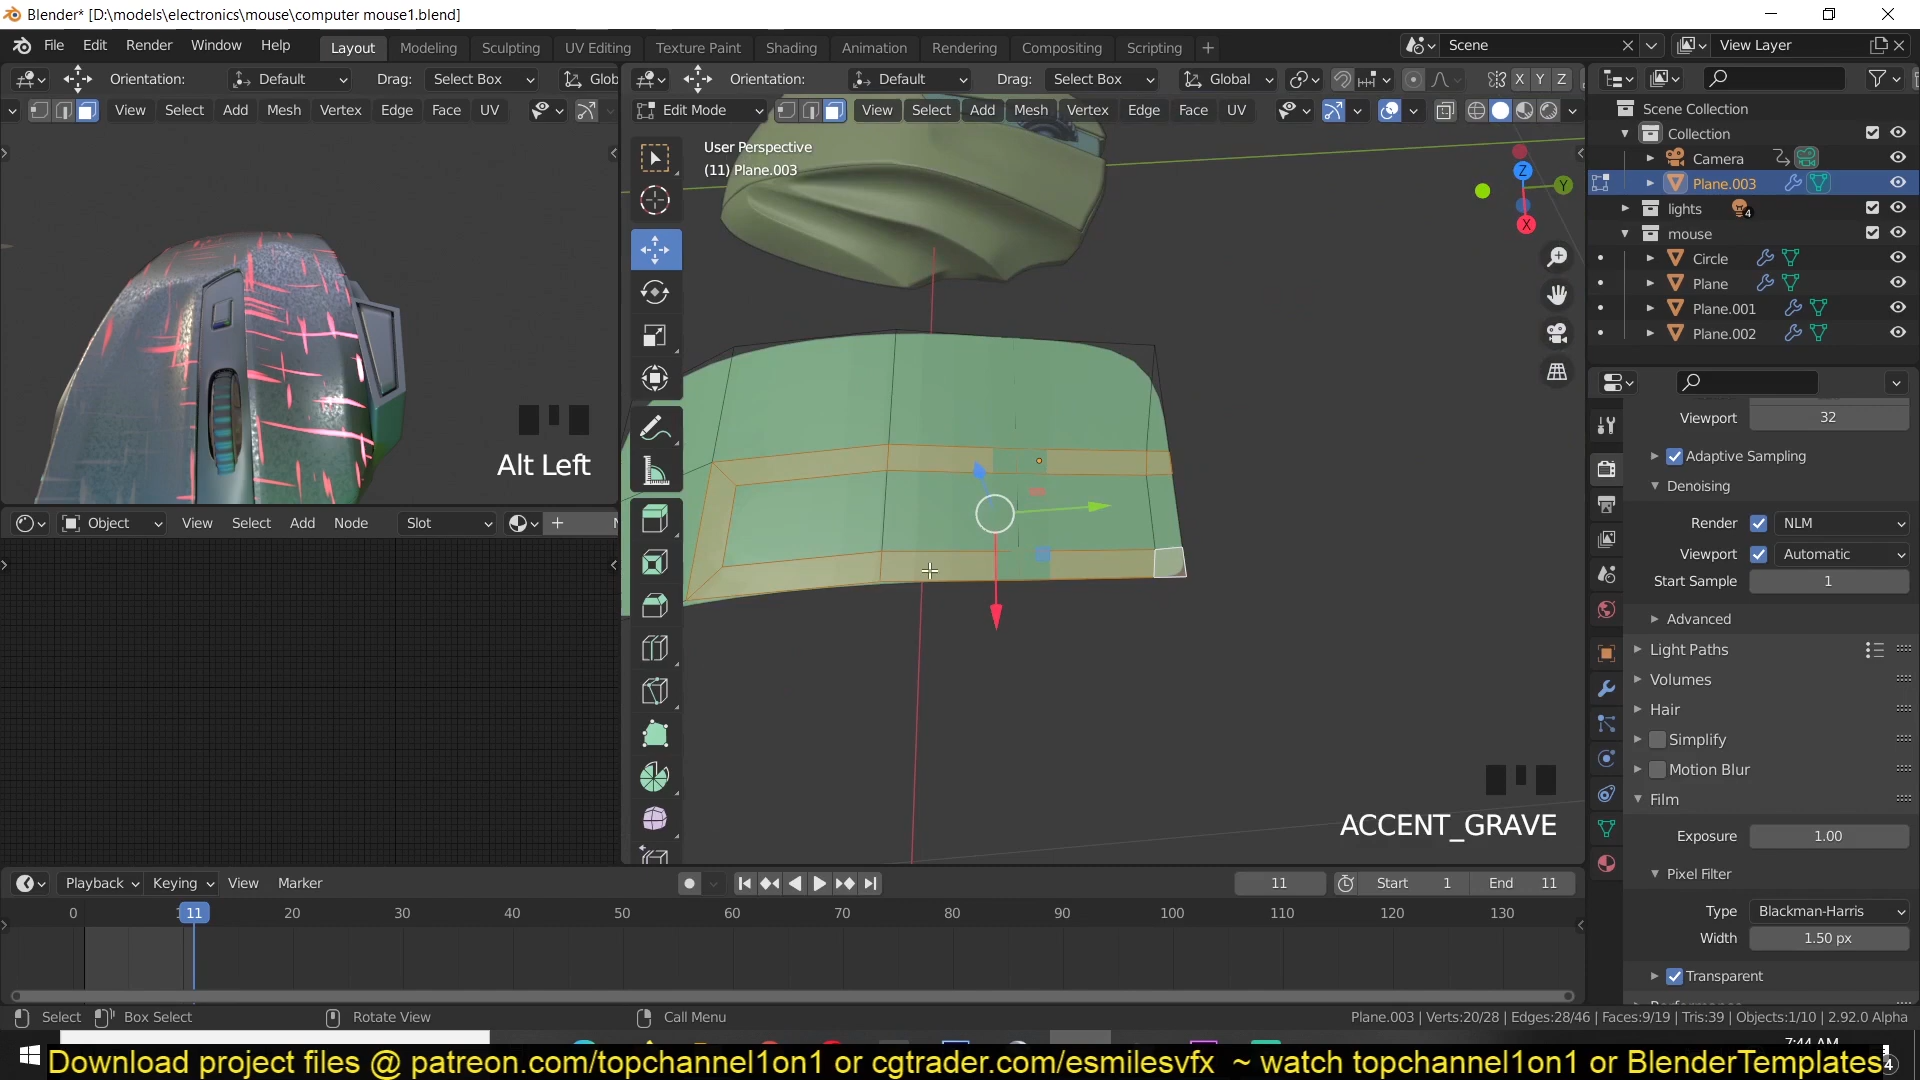 Blender* [D:\models\electronics\mouse\computer mouse1.blend]
File Edit Render Window Help Layout Modeling Sculpting UV Editing Texture Paint Shading Animation Rendering Compositing Scripting + Scene View Layer
Orientation: Default Drag: Select Box Glob Orientation: Default Drag: Select Box Global X Y Z
View Select Add Mesh Vertex Edge Face UV Edit Mode View Select Add Mesh Vertex Edge Face UV
User Perspective
(11) Plane.003
Z
Y
X
Scene Collection
Collection
Camera
Plane.003
lights 4
mouse
Circle
Plane
Plane.001
Plane.002
Alt Left
ACCENT_GRAVE
Object View Select Add Node Slot
Viewport 32
Adaptive Sampling
Denoising
Render NLM
Viewport Automatic
Start Sample 1
Advanced
Light Paths
Volumes
Hair
Simplify
Motion Blur
Film
Exposure 1.00
Pixel Filter
Type Blackman-Harris
Width 1.50 px
Transparent
Playback Keying View Marker 11 Start 1 End 11
0 11 20 30 40 50 60 70 80 90 100 110 120 130
Select Box Select Rotate View Call Menu Plane.003 | Verts:20/28 | Edges:28/46 | Faces:9/19 | Tris:39 | Objects:1/10 | 2.92.0 Alpha
7:44 AM
Download project files @ patreon.com/topchannel1on1 or cgtrader.com/esmilesvfx ~ watch topchannel1on1 or BlenderTemplates